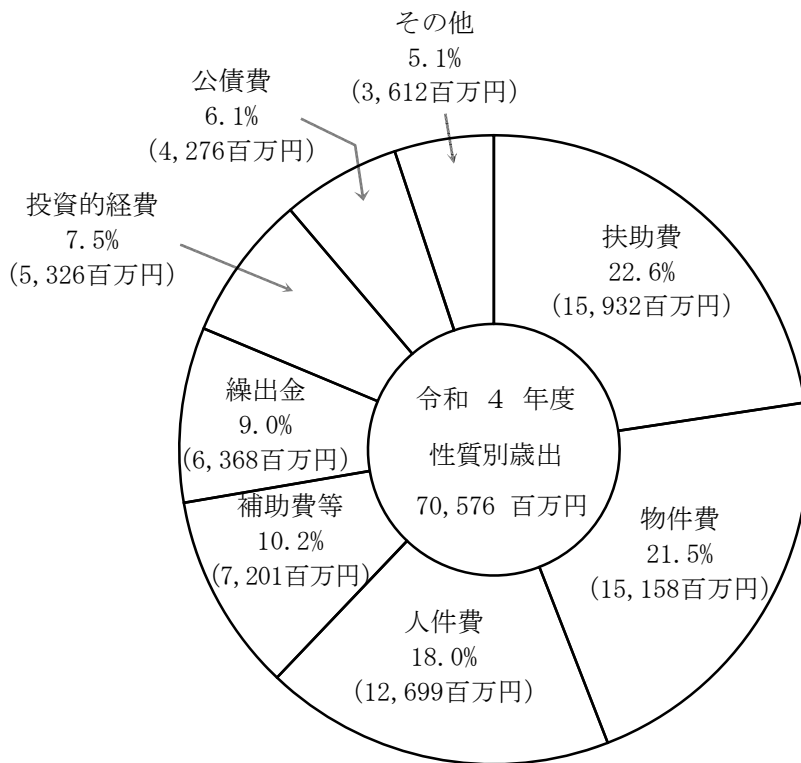 その他
5.1%
(3,612百万円)
公債費
6.1%
(4,276百万円)
投資的経費
7.5%
(5,326百万円)
扶助費
22.6%
(15,932百万円)
繰出金
9.0%
(6,368百万円)
令和 4 年度
性質別歳出
70,576 百万円
補助費等
10.2%
(7,201百万円)
物件費
21.5%
(15,158百万円)
人件費
18.0%
(12,699百万円)